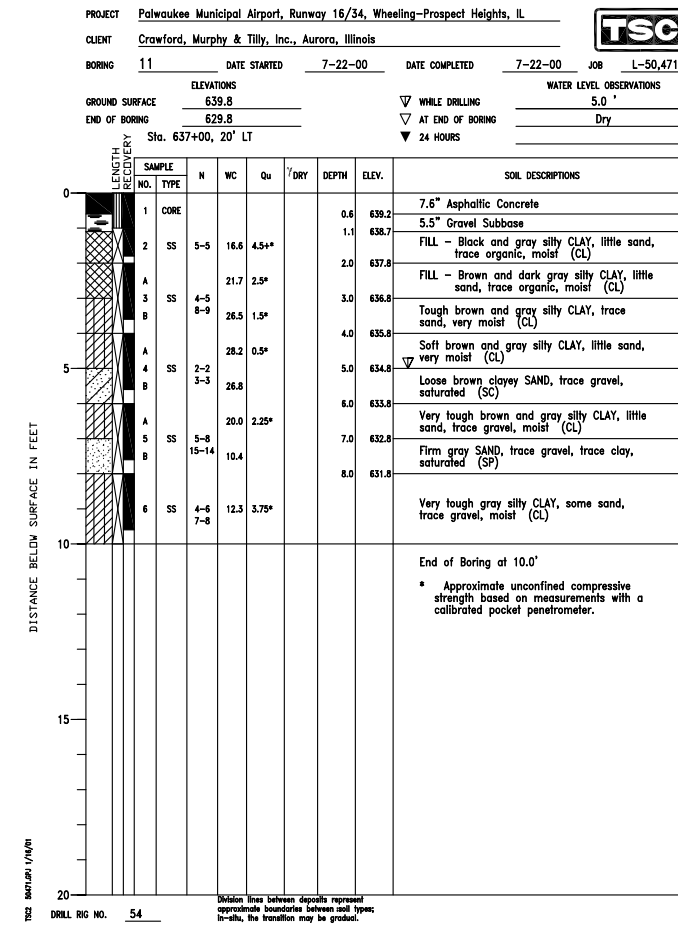 PROJECT Palwaukee Municipal Airport, Runway 16/34, Wheeling-Prospect Heights, IL
TSC
CLIENT Crawford, Murphy & Tilly, Inc., Aurora, Illinois
BORING 11 DATE STARTED 7-22-00 DATE COMPLETED 7-22-00 JOB L-50,471
ELEVATIONS WATER LEVEL OBSERVATIONS
GROUND SURFACE 639.8 WHILE DRILLING 5.0 '
END OF BORING 629.8 AT END OF BORING Dry
Sta. 637+00, 20' LT 24 HOURS
LENGTH RECOVERY SAMPLE NO. TYPE N WC Qu γDRY DEPTH ELEV. SOIL DESCRIPTIONS
0
1 CORE 7.6" Asphaltic Concrete
0.6 639.2
5.5" Gravel Subbase
1.1 638.7
2 SS 5-5 16.6 4.5+* FILL - Black and gray silty CLAY, little sand,
trace organic, moist (CL)
2.0 637.8
A 21.7 2.5* FILL - Brown and dark gray silty CLAY, little
sand, trace organic, moist (CL)
3 SS 4-5 3.0 636.8
8-9
B 26.5 1.5* Tough brown and gray silty CLAY, trace
sand, very moist (CL)
4.0 635.8
A 28.2 0.5* Soft brown and gray silty CLAY, little sand,
very moist (CL)
5 4 SS 2-2 5.0 634.8
3-3
B 26.8 Loose brown clayey SAND, trace gravel,
saturated (SC)
6.0 633.8
A 20.0 2.25* Very tough brown and gray silty CLAY, little
sand, trace gravel, moist (CL)
5 SS 5-8 7.0 632.8
15-14
B 10.4 Firm gray SAND, trace gravel, trace clay,
saturated (SP)
8.0 631.8
6 SS 4-6 12.3 3.75* Very tough gray silty CLAY, some sand,
7-8 trace gravel, moist (CL)
10
End of Boring at 10.0'
* Approximate unconfined compressive
strength based on measurements with a
calibrated pocket penetrometer.
15
20
DISTANCE BELOW SURFACE IN FEET
TSC2 50471.GPJ 1/16/01
DRILL RIG NO. 54
Division lines between deposits represent
approximate boundaries between soil types;
in-situ, the transition may be gradual.